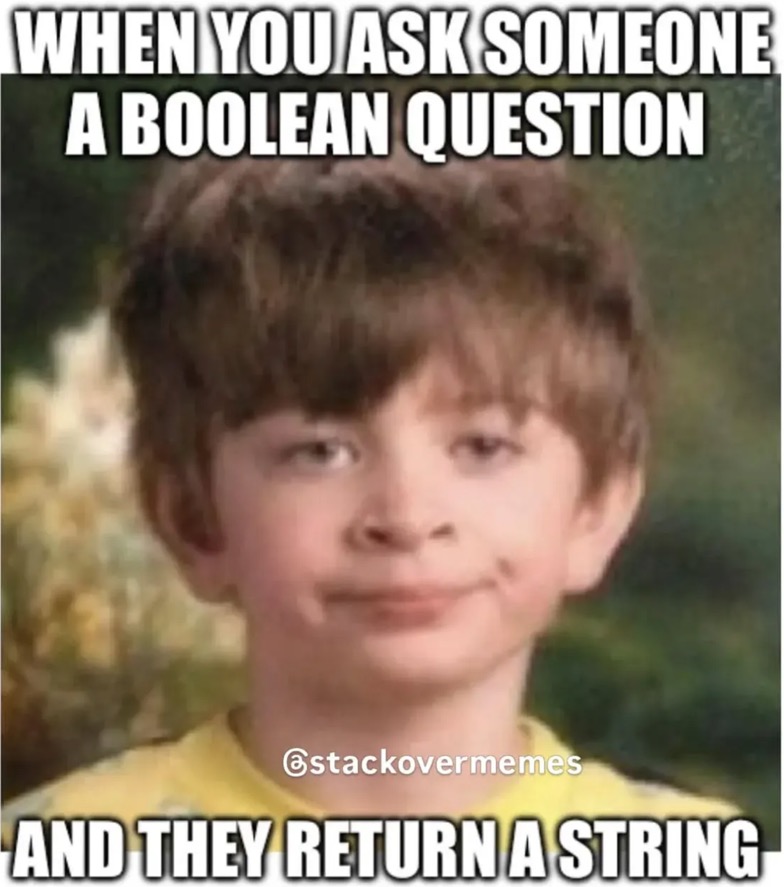 WHEN YOU ASK SOMEONE
A BOOLEAN QUESTION
@stackovermemes
AND THEY RETURN A STRING